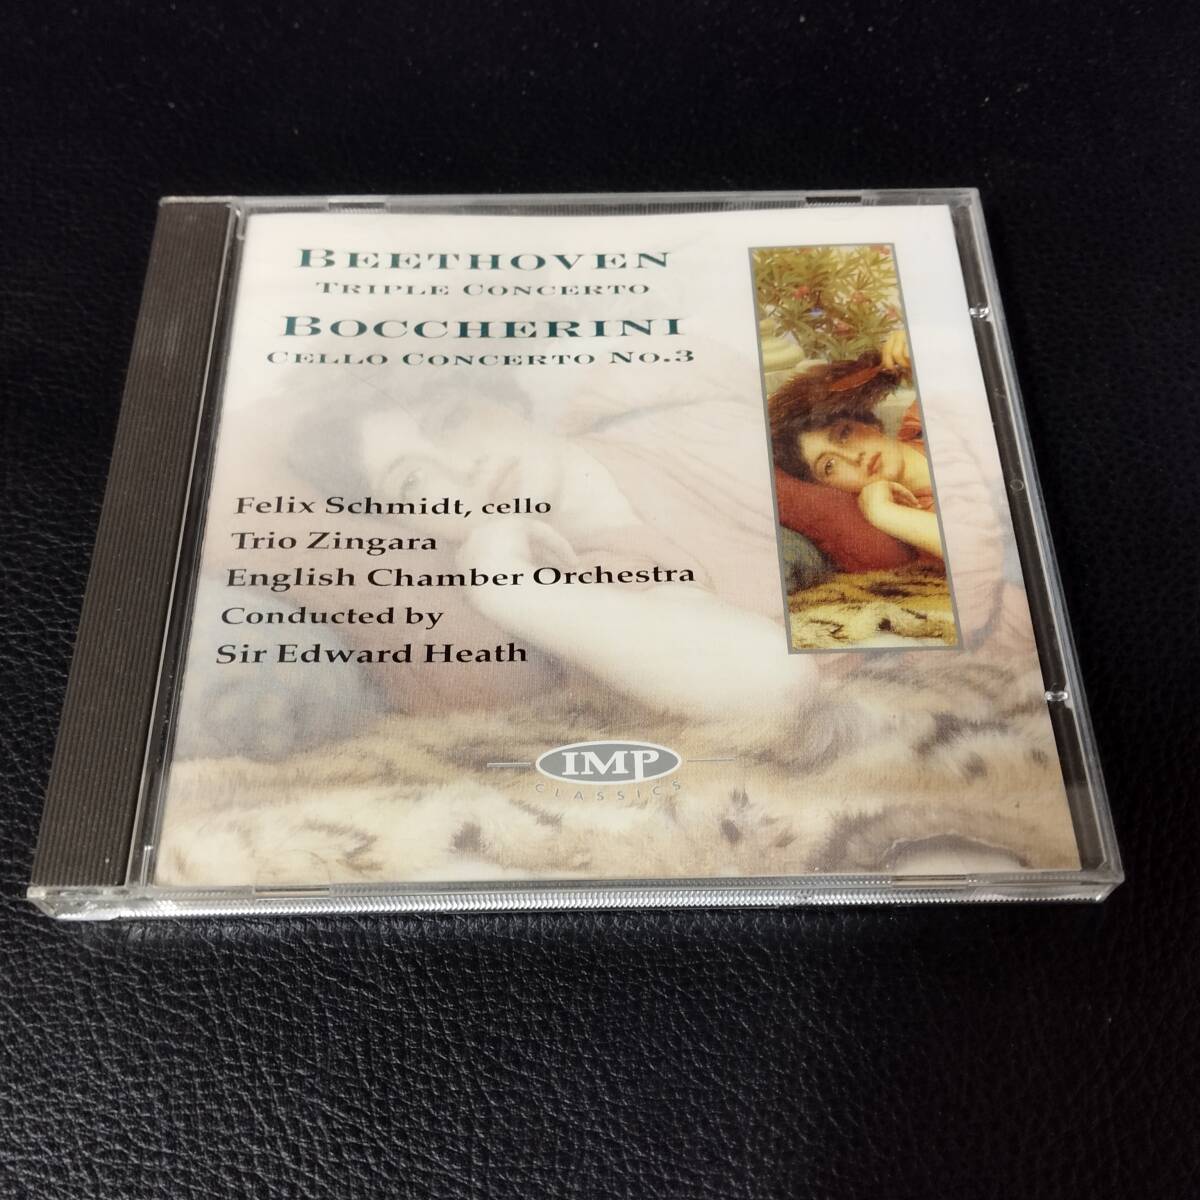 BEETHOVEN
TRIPLE CONCERTO
BOCCHERINI
CELLO CONCERTO NO.3
Felix Schmidt, cello
Trio Zingara
English Chamber Orchestra
Conducted by
Sir Edward Heath
IMP
CLASSICS